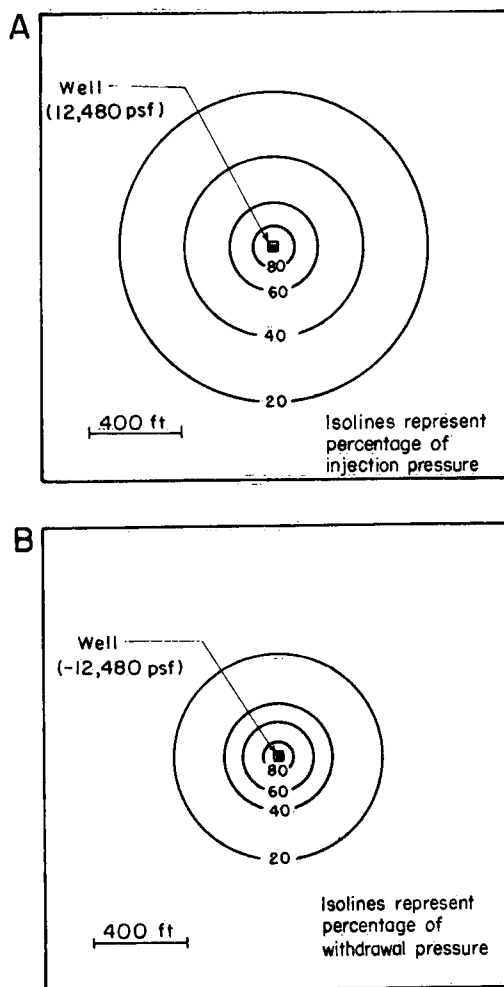 A
Well
(12,480 psf)
80
60
40
20
400 ft
Isolines represent
percentage of
injection pressure
B
Well
(-12,480 psf)
80
60
40
20
400 ft
Isolines represent
percentage of
withdrawal pressure